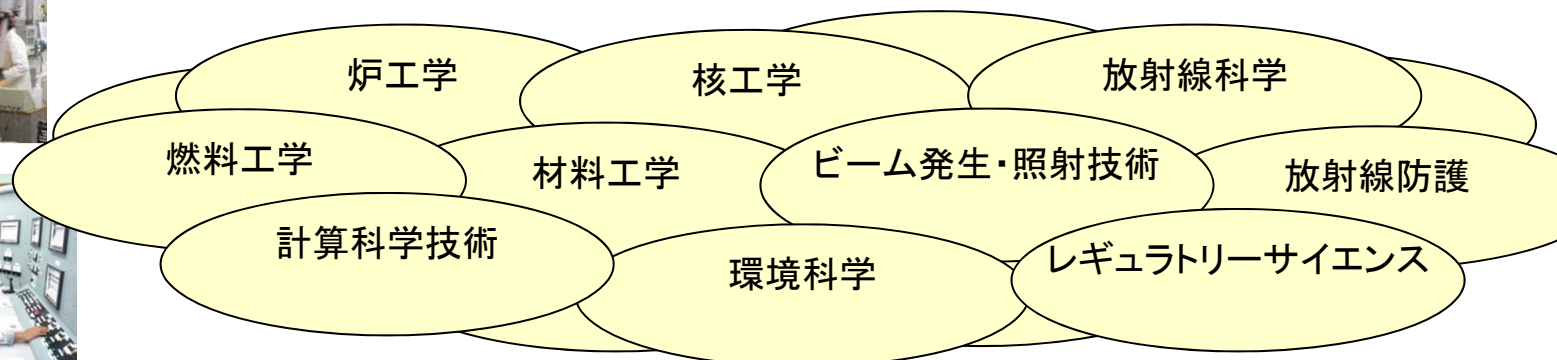 炉工学
核工学
放射線科学
燃料工学
材料工学
ビーム発生・照射技術
放射線防護
計算科学技術
環境科学
レギュラトリーサイエンス